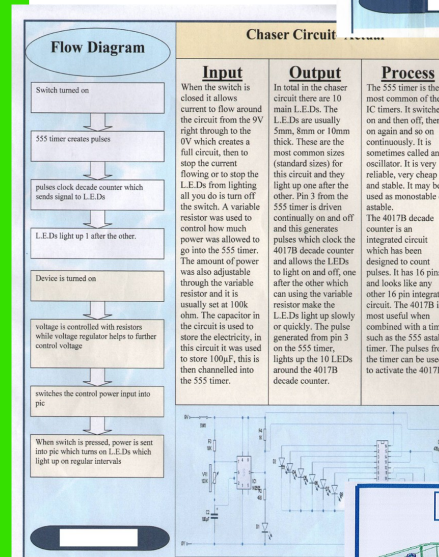 Chaser Circuit
Flow Diagram
Switch turned on
555 timer creates pulses
pulses clock decade counter which
sends signal to L.E.Ds
L.E.Ds light up 1 after the other.
Device is turned on
voltage is controlled with resistors
while voltage regulator helps to further
control voltage
switches the control power input into
pic
When switch is pressed, power is sent
into pic which turns on L.E.Ds which
light up on regular intervals
Input
When the switch is
closed it allows
current to flow around
the circuit from the 9V
right through to the
0V which creates a
full circuit, then to
stop the current
flowing or to stop the
L.E.Ds from lighting
all you do is turn off
the switch. A variable
resistor was used to
control how much
power was allowed to
go into the 555 timer.
The amount of power
was also adjustable
through the variable
resistor and it is
usually set at 100k
ohm. The capacitor in
the circuit is used to
store the electricity, in
this circuit it was used
to store 100µF, this is
then channelled into
the 555 timer.
Output
In total in the chaser
circuit there are 10
main L.E.Ds. The
L.E.Ds are usually
5mm, 8mm or 10mm
thick. These are the
most common sizes
(standard sizes) for
this circuit and they
light up one after the
other. Pin 3 from the
555 timer is driven
continually on and off
and this generates
pulses which clock the
4017B decade counter
and allows the LEDs
to light on and off, one
after the other which
can using the variable
resistor make the
L.E.Ds light up slowly
or quickly. The pulse
generated from pin 3
on the 555 timer,
lights up the 10 LEDs
around the 4017B
decade counter.
Process
The 555 timer is the
most common of the
IC timers. It switche
on and then off, then
on again and so on
continuously. It is
sometimes called an
oscillator. It is very
reliable, very cheap
and stable. It may be
used as monostable
astable.
The 4017B decade
counter is an
integrated circuit
which has been
designed to count
pulses. It has 16 pin
and looks like any
other 16 pin integrat
circuit. The 4017B i
most useful when
combined with a tim
such as the 555 astab
timer. The pulses fro
the timer can be use
to activate the 4017